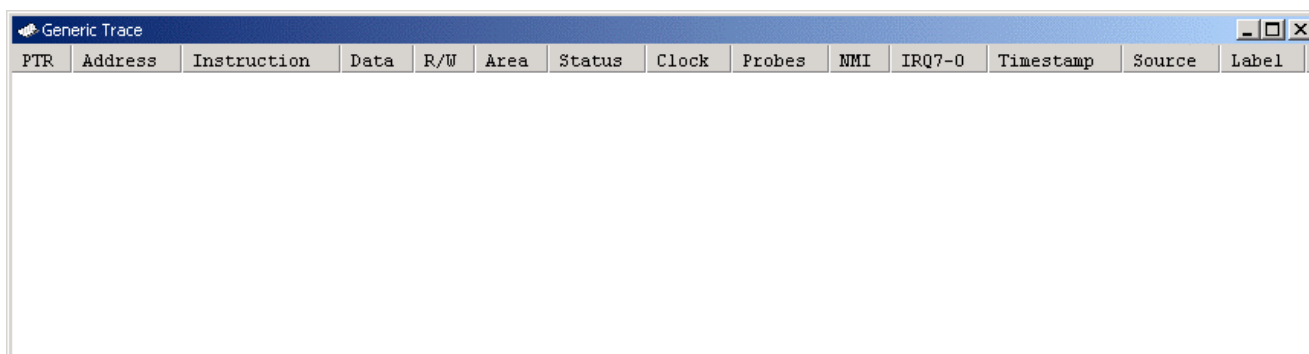 Generic Trace
PTR Address Instruction Data R/W Area Status Clock Probes NMI IRQ7-0 Timestamp Source Label